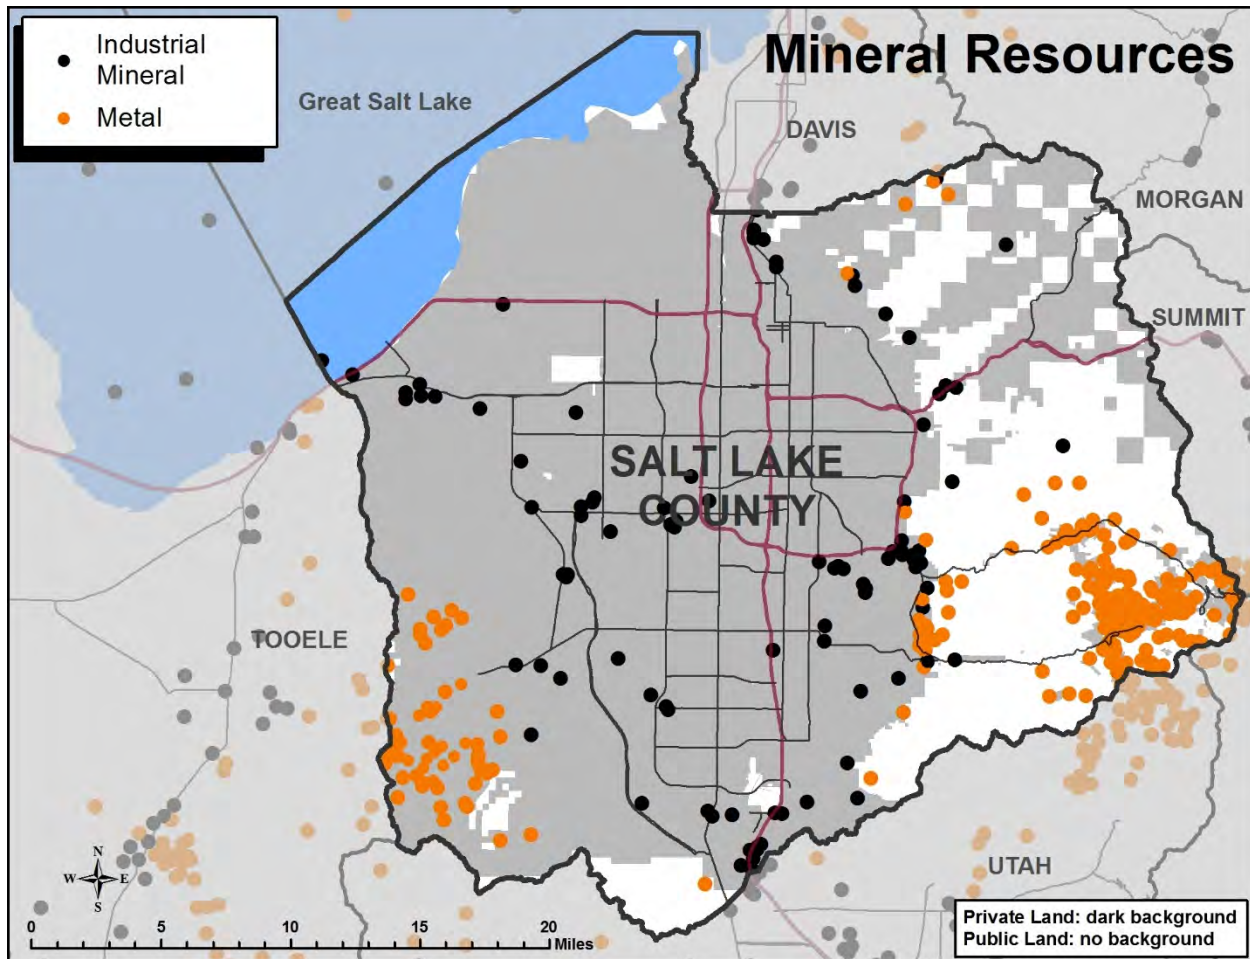 Industrial
Mineral
Metal
Mineral Resources
Great Salt Lake
DAVIS
MORGAN
SUMMIT
SALT LAKE
COUNTY
TOOELE
UTAH
N
W E
S
0 5 10 15 20
Miles
Private Land: dark background
Public Land: no background